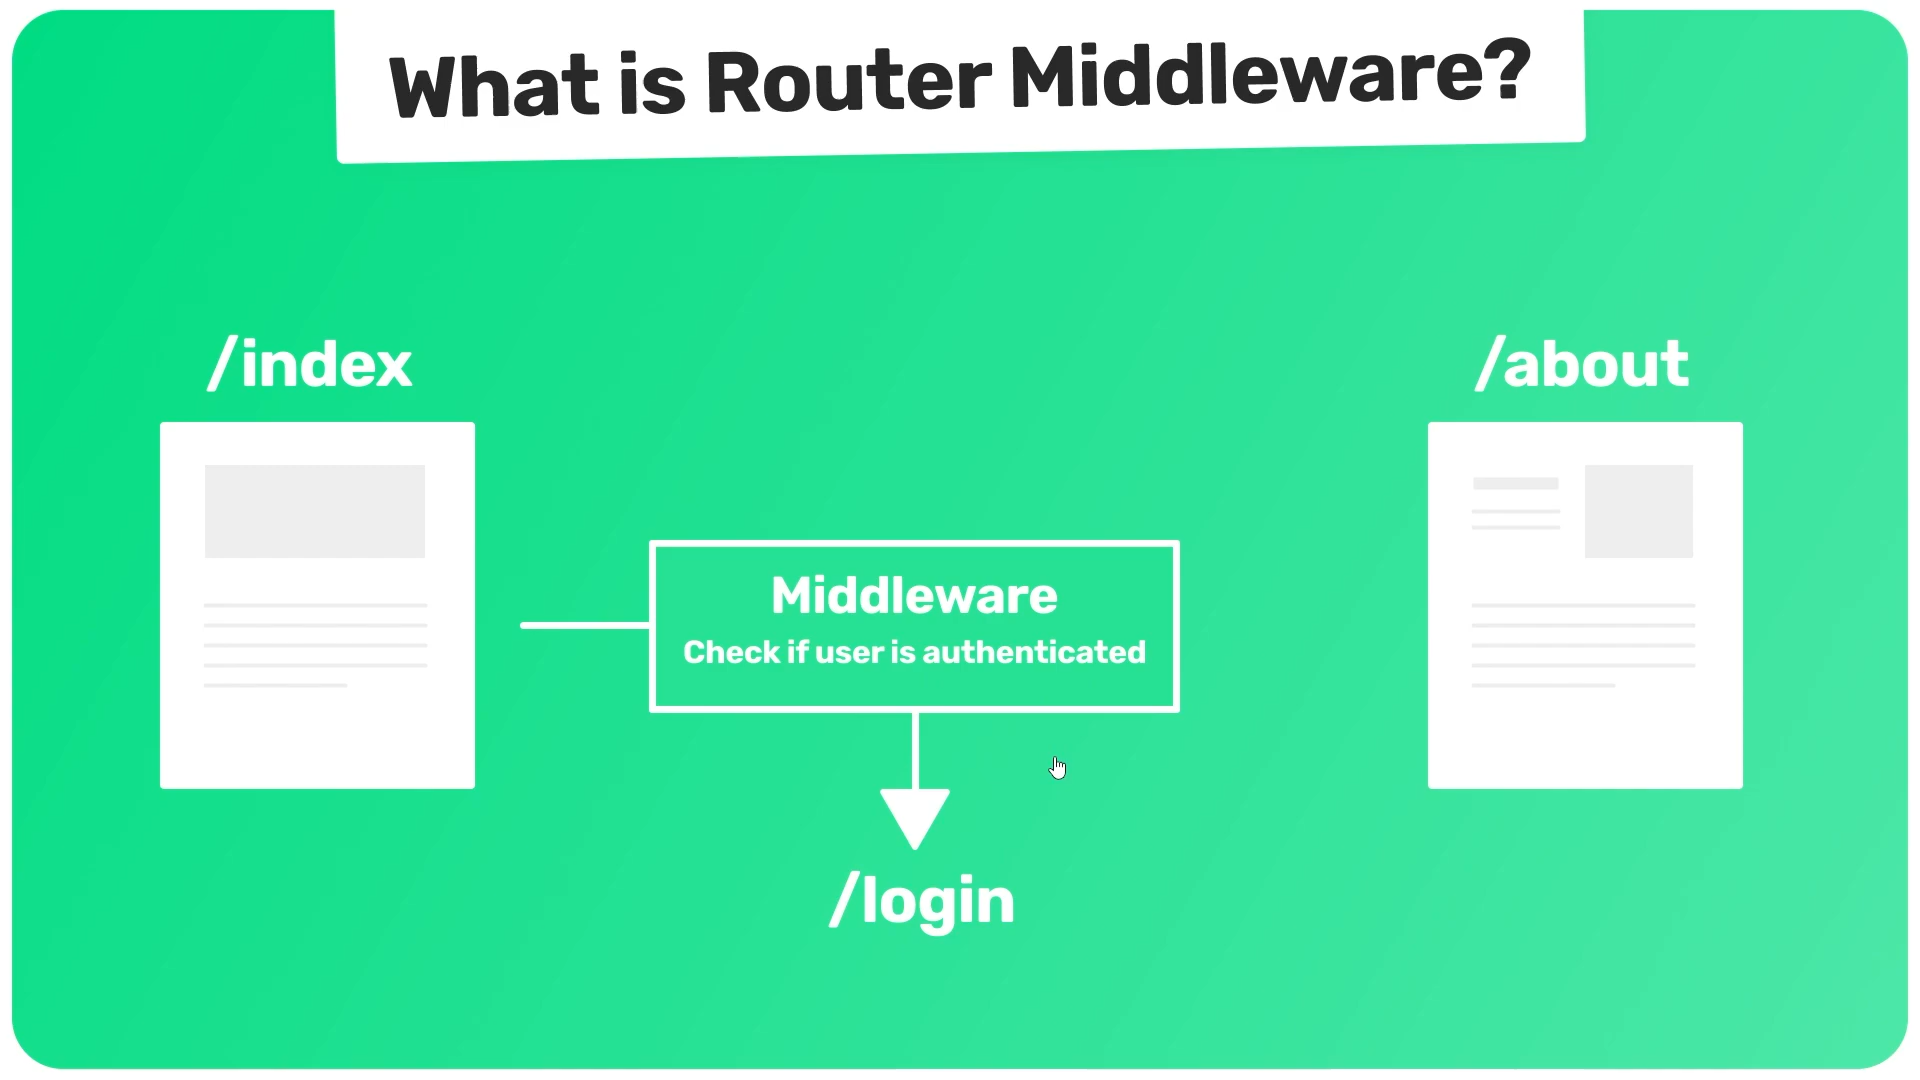 What is Router Middleware?
/index
/about
Middleware
Check if user is authenticated
/login